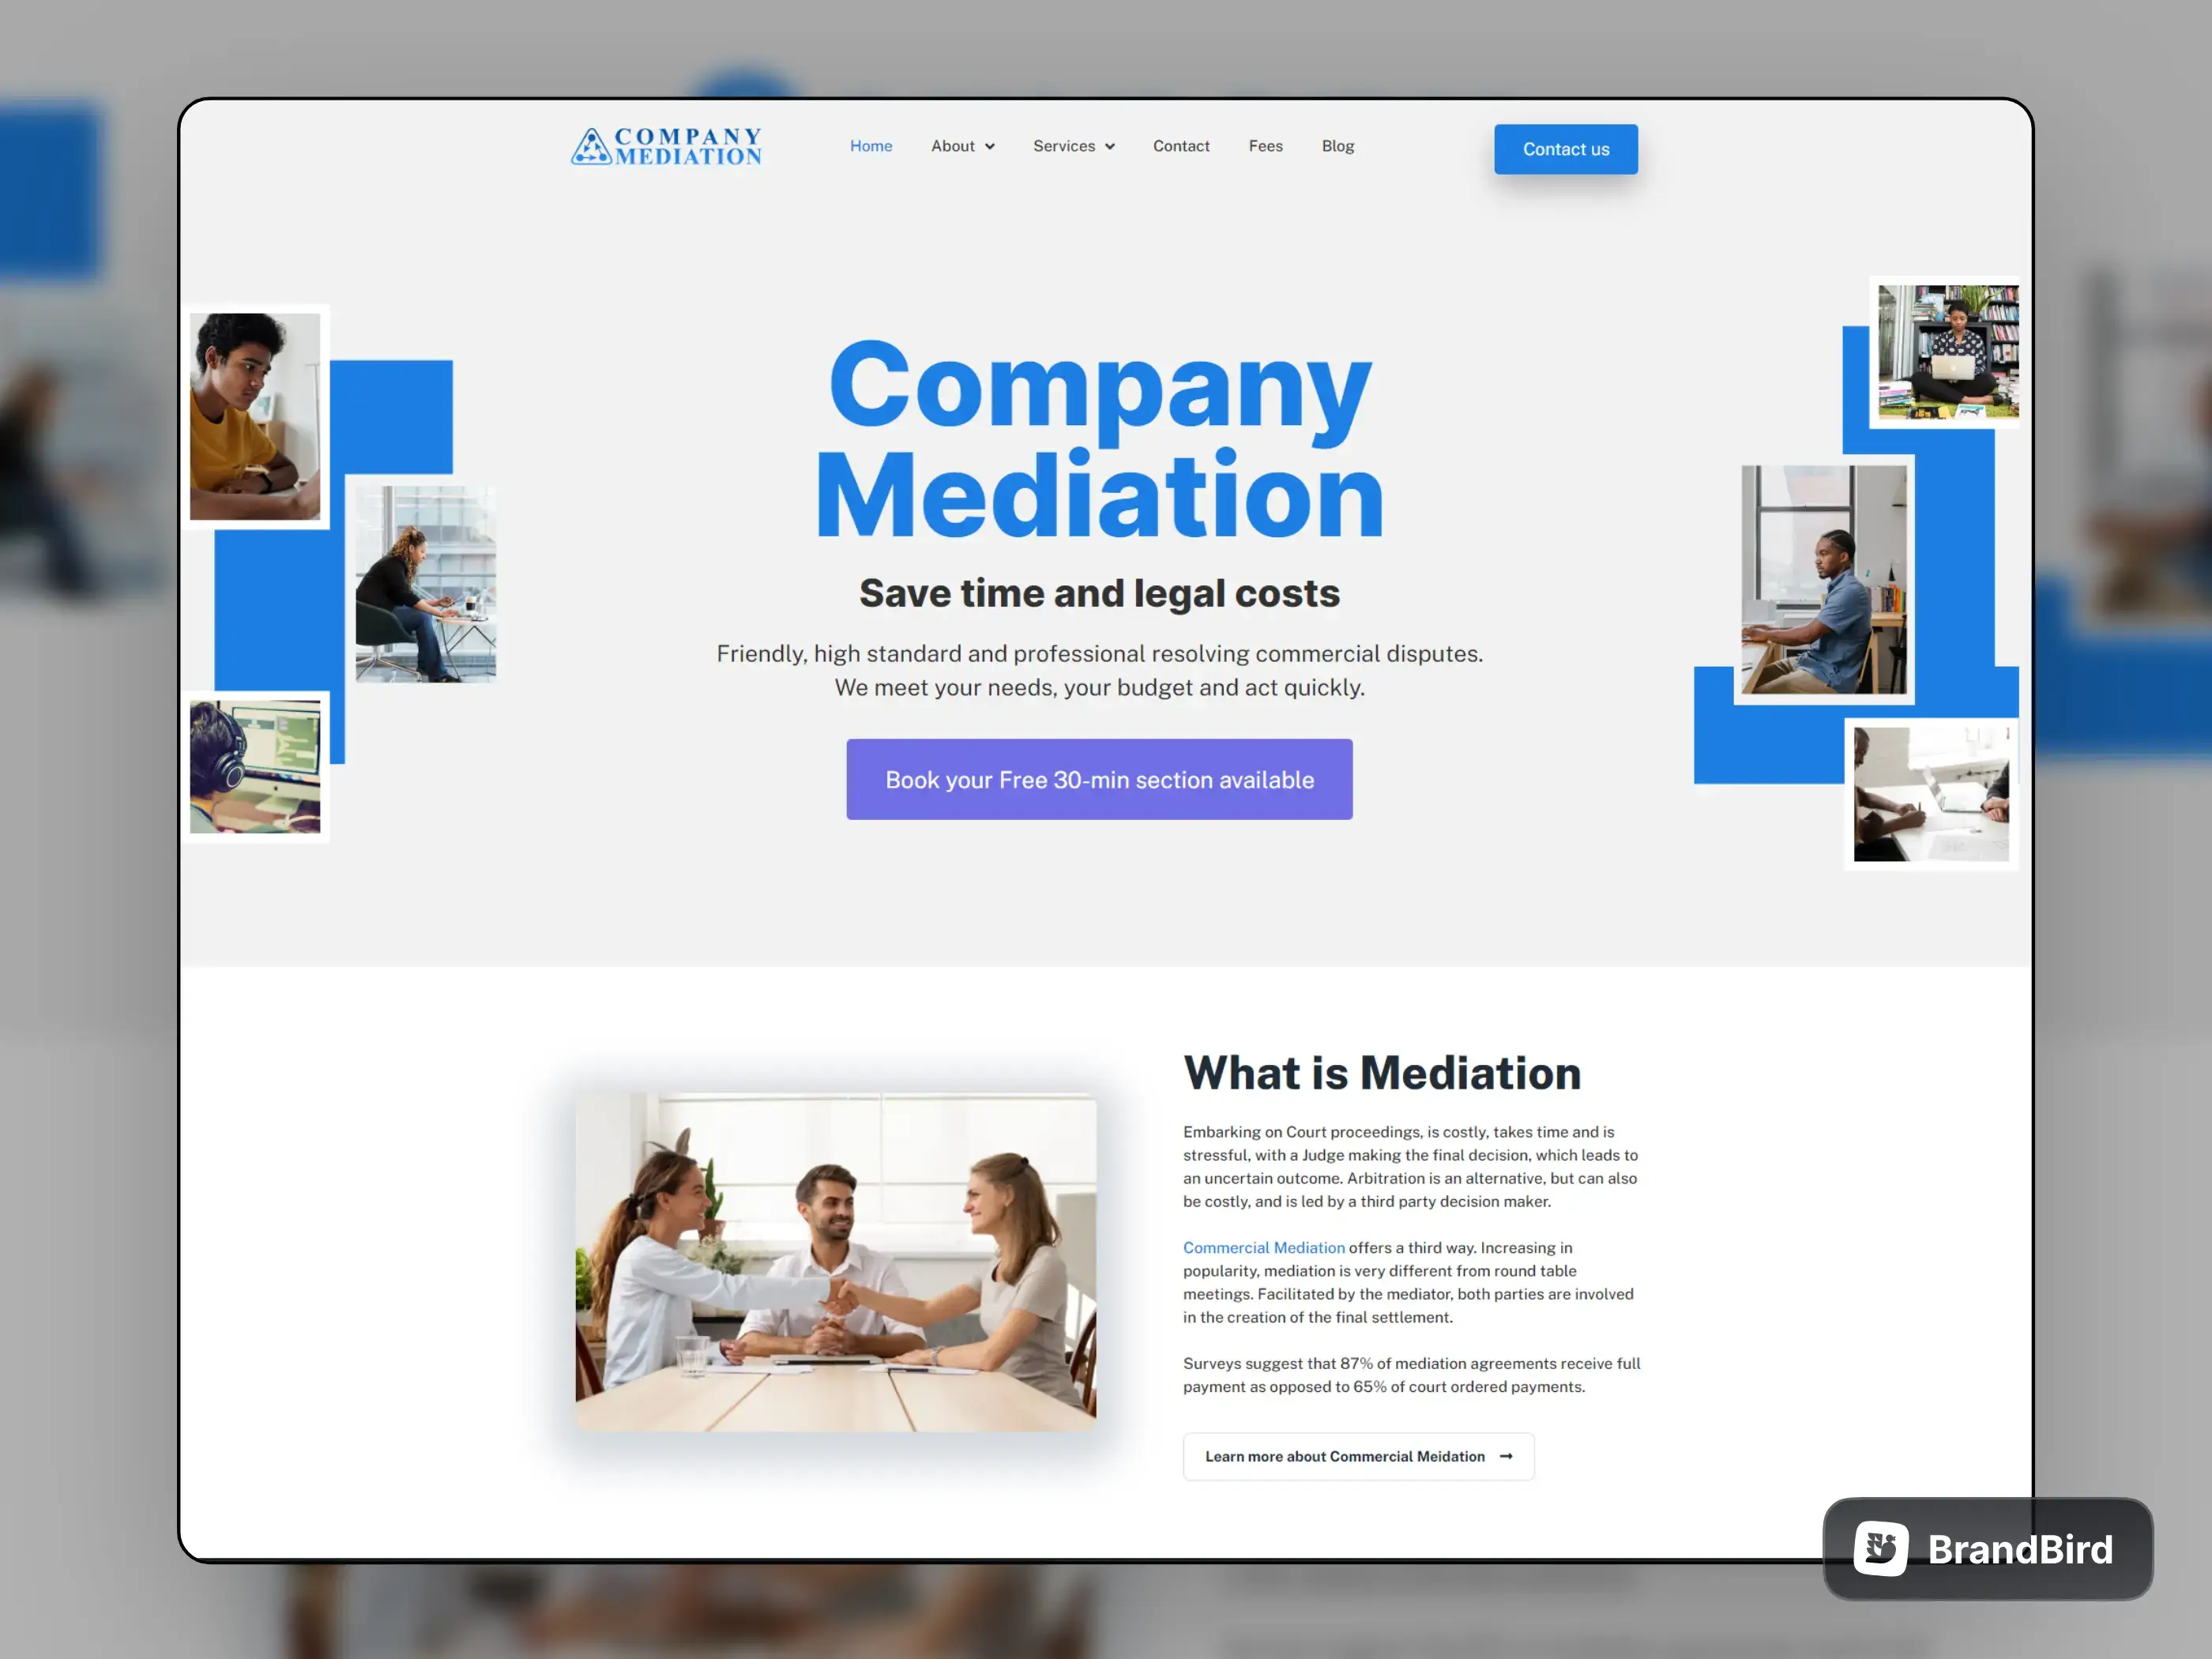 COMPANY
MEDIATION
Home
About
Services
Contact
Fees
Blog
Contact us
Company
Mediation
Save time and legal costs
Friendly, high standard and professional resolving commercial disputes.
We meet your needs, your budget and act quickly.
Book your Free 30-min section available
What is Mediation
Embarking on Court proceedings, is costly, takes time and is
stressful, with a Judge making the final decision, which leads to
an uncertain outcome. Arbitration is an alternative, but can also
be costly, and is led by a third party decision maker.
Commercial Mediation offers a third way. Increasing in
popularity, mediation is very different from round table
meetings. Facilitated by the mediator, both parties are involved
in the creation of the final settlement.
Surveys suggest that 87% of mediation agreements receive full
payment as opposed to 65% of court ordered payments.
Learn more about Commercial Meidation
BrandBird